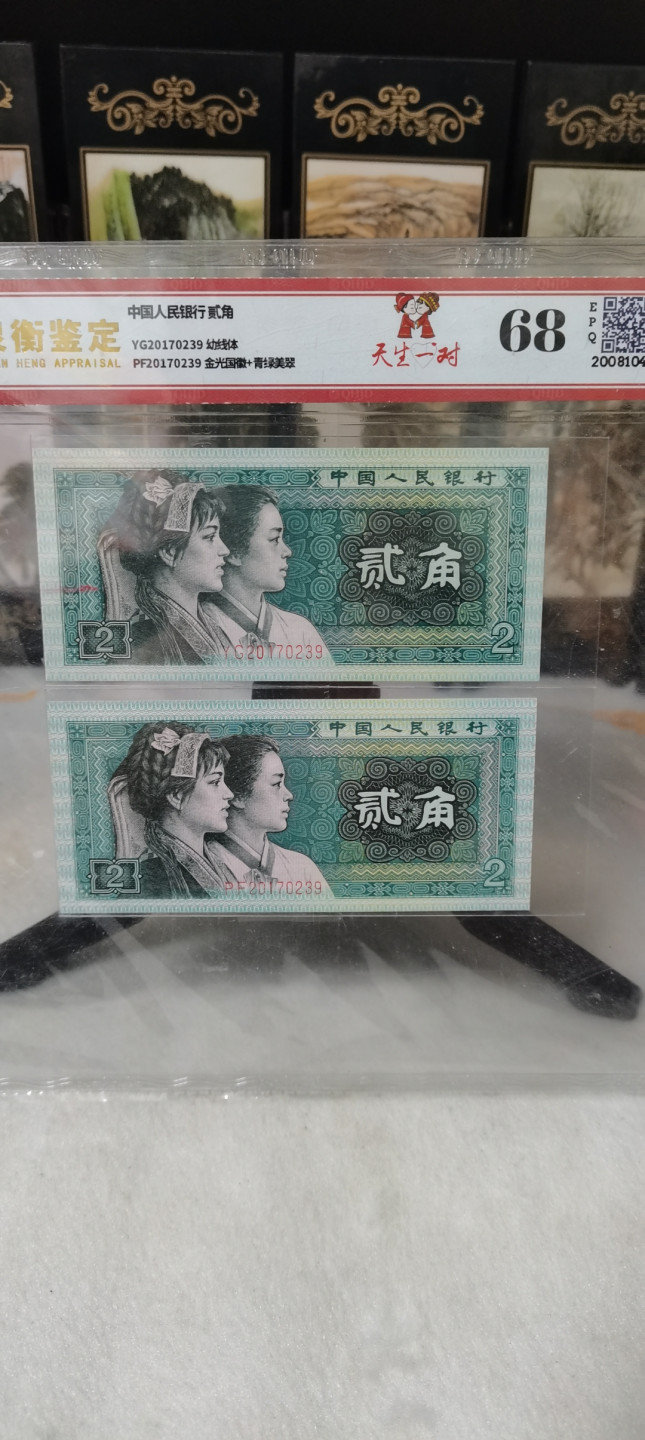 衡鉴定
EN HENG APPRAISAL
中国人民银行 贰角
YG20170239 幼线体
PF20170239 金光国徽+青绿美翠
天生一对
68
EPQ
2008104
中国人民银行
贰角
2
YG20170239
2
中国人民银行
贰角
2
PF20170239
2